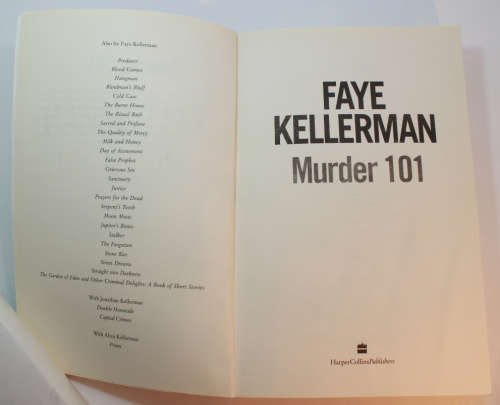 Also by Faye Kellerman
Predator
Blood Games
Hangman
Blindman's Bluff
Cold Case
The Burnt House
The Ritual Bath
Sacred and Profane
The Quality of Mercy
Milk and Honey
Day of Atonement
False Prophet
Grievous Sin
Sanctuary
Justice
Prayers for the Dead
Serpent's Tooth
Moon Music
Jupiter's Bones
Stalker
The Forgotten
Stone Kiss
Street Dreams
Straight into Darkness
The Garden of Eden and Other Criminal Delights: A Book of Short Stories
With Jonathan Kellerman
Double Homicide
Capital Crimes
With Aliza Kellerman
Prism
FAYE
KELLERMAN
Murder 101
HarperCollinsPublishers